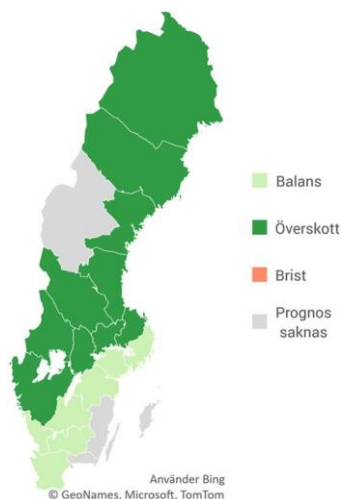 Balans
Överskott
Brist
Prognos
saknas
Använder Bing
© GeoNames, Microsoft, TomTom